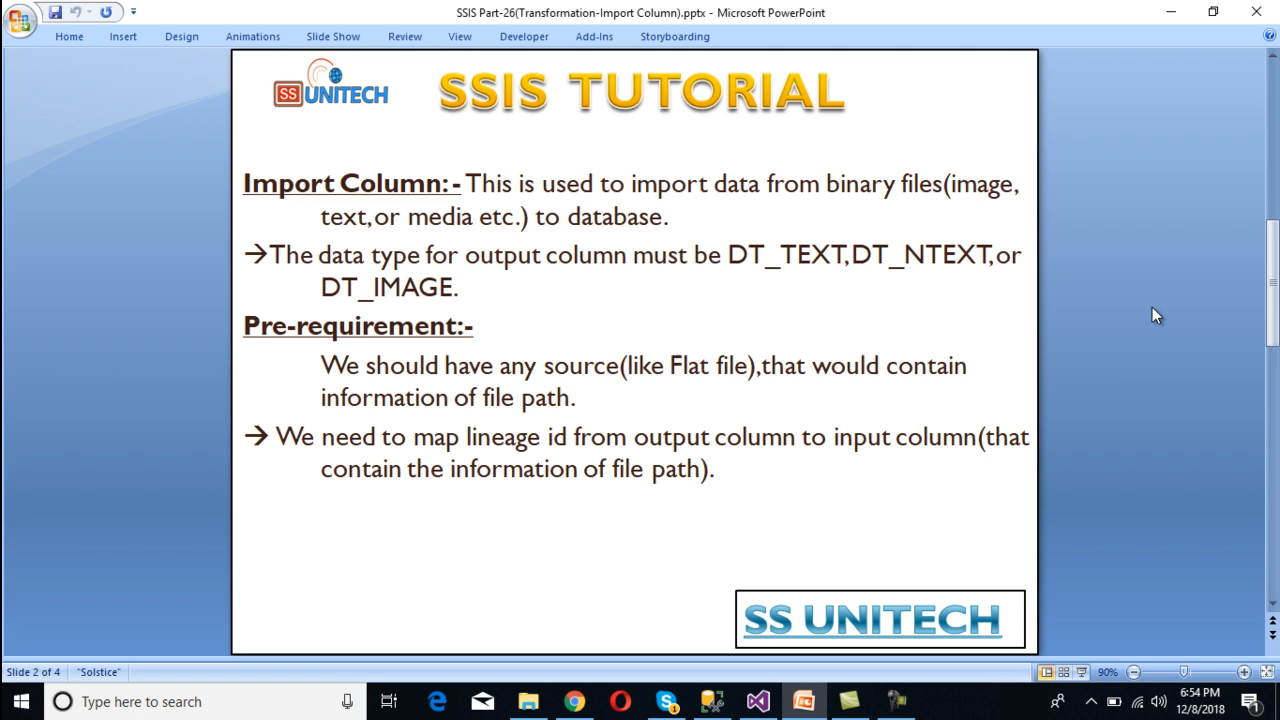 SSIS Part-26(Transformation-Import Column).pptx - Microsoft PowerPoint
Home Insert Design Animations Slide Show Review View Developer Add-Ins Storyboarding
SS UNITECH
SSIS TUTORIAL
Import Column: - This is used to import data from binary files(image,
text,or media etc.) to database.
→The data type for output column must be DT_TEXT,DT_NTEXT,or
DT_IMAGE.
Pre-requirement:-
We should have any source(like Flat file),that would contain
information of file path.
→ We need to map lineage id from output column to input column(that
contain the information of file path).
SS UNITECH
Slide 2 of 4 "Solstice" 90%
Type here to search
6:54 PM
12/8/2018